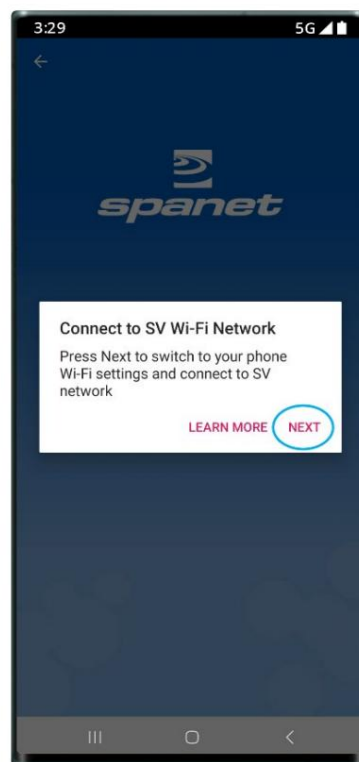 3:29 5G
spanet
Connect to SV Wi-Fi Network
Press Next to switch to your phone
Wi-Fi settings and connect to SV
network
LEARN MORE NEXT